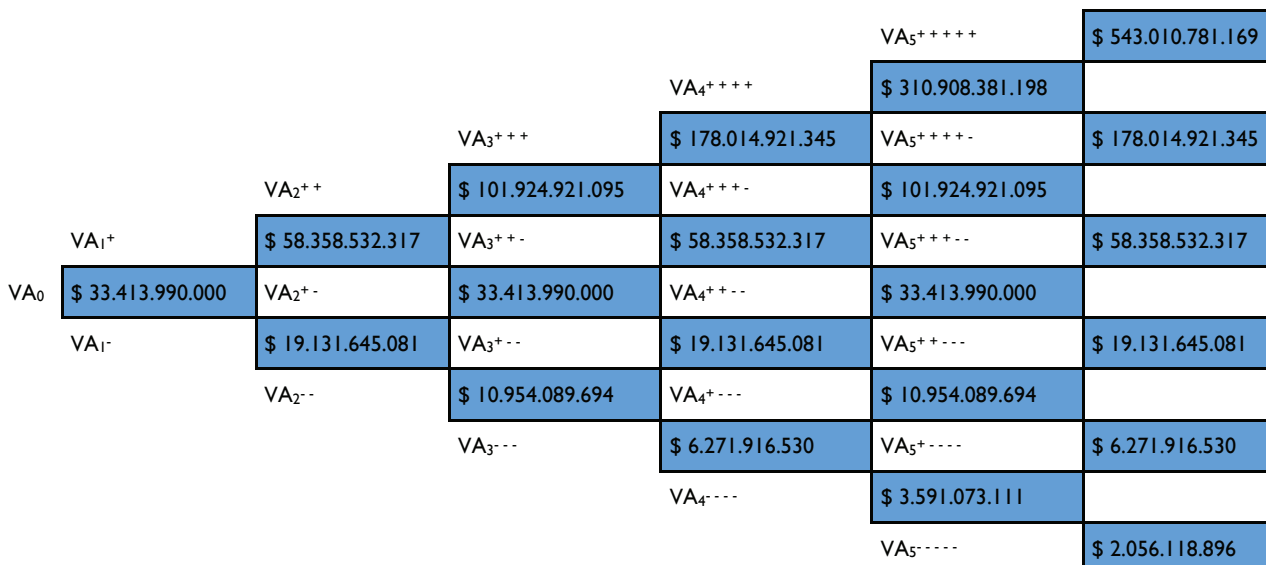 VA₅⁺⁺⁺⁺⁺ $ 543.010.781.169
VA₄⁺⁺⁺⁺ $ 310.908.381.198
VA₃⁺⁺⁺ $ 178.014.921.345 VA₅⁺⁺⁺⁺⁻ $ 178.014.921.345
VA₂⁺⁺ $ 101.924.921.095 VA₄⁺⁺⁺⁻ $ 101.924.921.095
VA₁⁺ $ 58.358.532.317 VA₃⁺⁺⁻ $ 58.358.532.317 VA₅⁺⁺⁺⁻⁻ $ 58.358.532.317
VA₀ $ 33.413.990.000 VA₂⁺⁻ $ 33.413.990.000 VA₄⁺⁺⁻⁻ $ 33.413.990.000
VA₁⁻ $ 19.131.645.081 VA₃⁺⁻⁻ $ 19.131.645.081 VA₅⁺⁺⁻⁻⁻ $ 19.131.645.081
VA₂⁻⁻ $ 10.954.089.694 VA₄⁺⁻⁻⁻ $ 10.954.089.694
VA₃⁻⁻⁻ $ 6.271.916.530 VA₅⁺⁻⁻⁻⁻ $ 6.271.916.530
VA₄⁻⁻⁻⁻ $ 3.591.073.111
VA₅⁻⁻⁻⁻⁻ $ 2.056.118.896